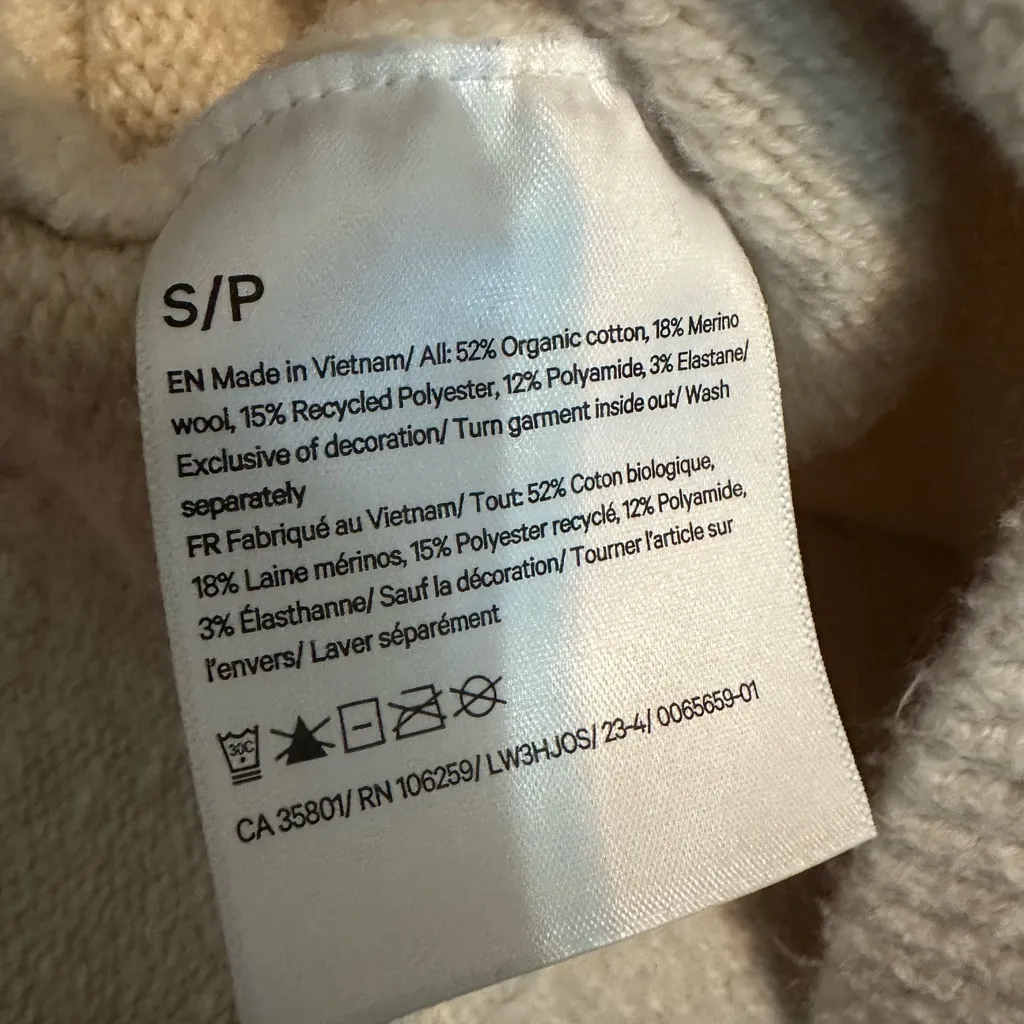 S/P
EN Made in Vietnam/ All: 52% Organic cotton, 18% Merino
wool, 15% Recycled Polyester, 12% Polyamide, 3% Elastane/
Exclusive of decoration/ Turn garment inside out/ Wash
separately
FR Fabriqué au Vietnam/ Tout: 52% Coton biologique,
18% Laine mérinos, 15% Polyester recyclé, 12% Polyamide,
3% Élasthanne/ Sauf la décoration/ Tourner l'article sur
l'envers/ Laver séparément
30C
CA 35801/ RN 106259/ LW3HJOS/ 23-4/ 0065659-01